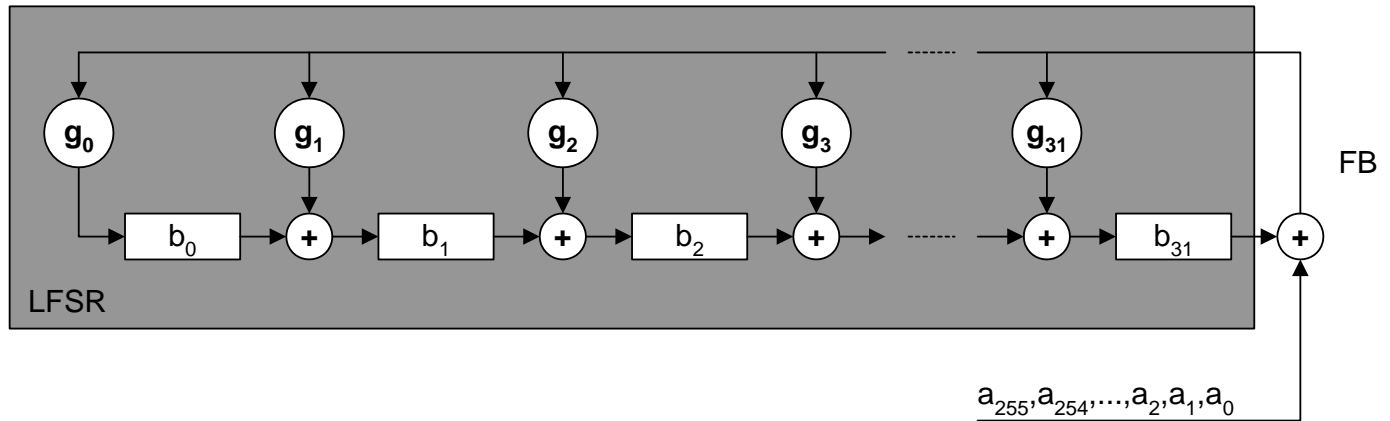 g₀ g₁ g₂ g₃ g₃₁
FB
b₀ + b₁ + b₂ + + b₃₁ +
LFSR
a₂₅₅,a₂₅₄,...,a₂,a₁,a₀